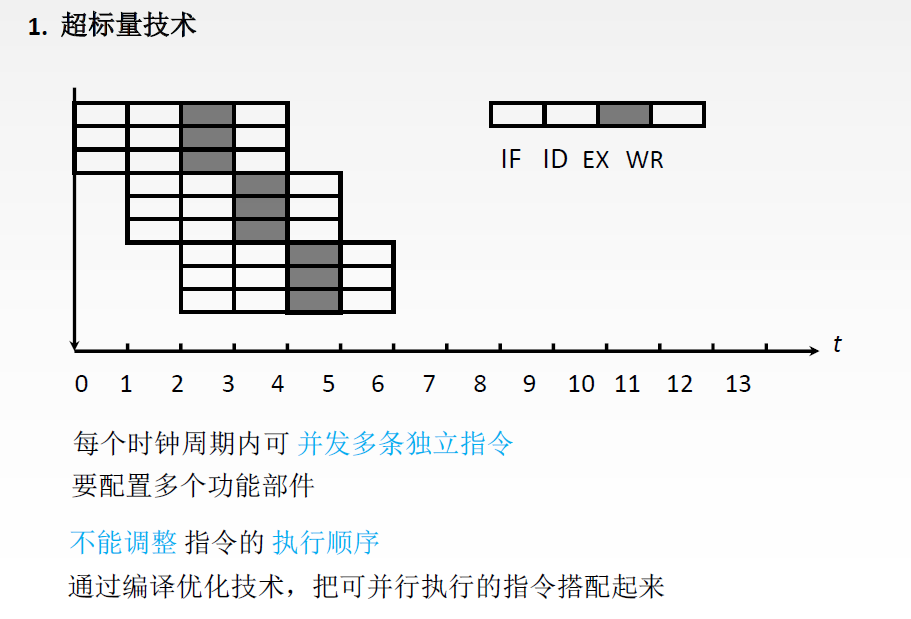 1. 超标量技术
IF ID EX WR
t
0 1 2 3 4 5 6 7 8 9 10 11 12 13
每个时钟周期内可 并发多条独立指令
要配置多个功能部件
不能调整 指令的 执行顺序
通过编译优化技术，把可并行执行的指令搭配起来